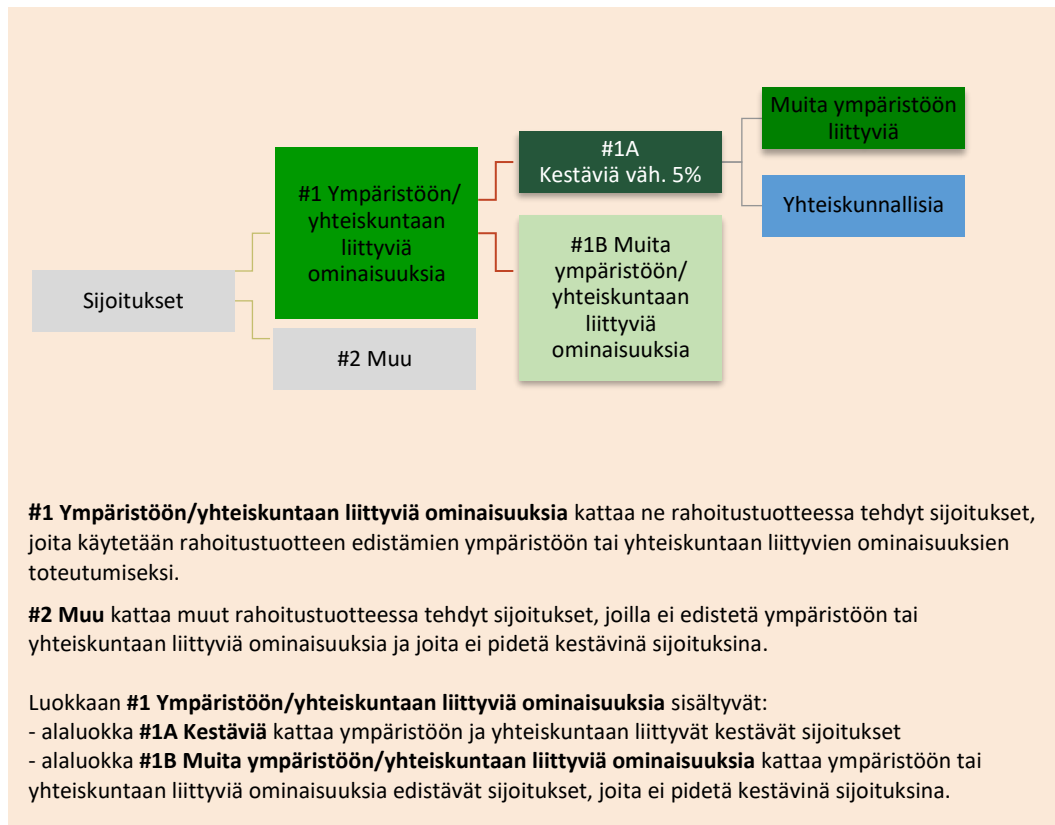 Muita ympäristöön
liittyviä
#1A
Kestäviä väh. 5%
#1 Ympäristöön/
yhteiskuntaan
liittyviä
ominaisuuksia
Yhteiskunnallisia
#1B Muita
ympäristöön/
yhteiskuntaan
liittyviä
ominaisuuksia
Sijoitukset
#2 Muu
#1 Ympäristöön/yhteiskuntaan liittyviä ominaisuuksia kattaa ne rahoitustuotteessa tehdyt sijoitukset,
joita käytetään rahoitustuotteen edistämien ympäristöön tai yhteiskuntaan liittyvien ominaisuuksien
toteutumiseksi.
#2 Muu kattaa muut rahoitustuotteessa tehdyt sijoitukset, joilla ei edistetä ympäristöön tai
yhteiskuntaan liittyviä ominaisuuksia ja joita ei pidetä kestävinä sijoituksina.
Luokkaan #1 Ympäristöön/yhteiskuntaan liittyviä ominaisuuksia sisältyvät:
- alaluokka #1A Kestäviä kattaa ympäristöön ja yhteiskuntaan liittyvät kestävät sijoitukset
- alaluokka #1B Muita ympäristöön/yhteiskuntaan liittyviä ominaisuuksia kattaa ympäristöön tai
yhteiskuntaan liittyviä ominaisuuksia edistävät sijoitukset, joita ei pidetä kestävinä sijoituksina.